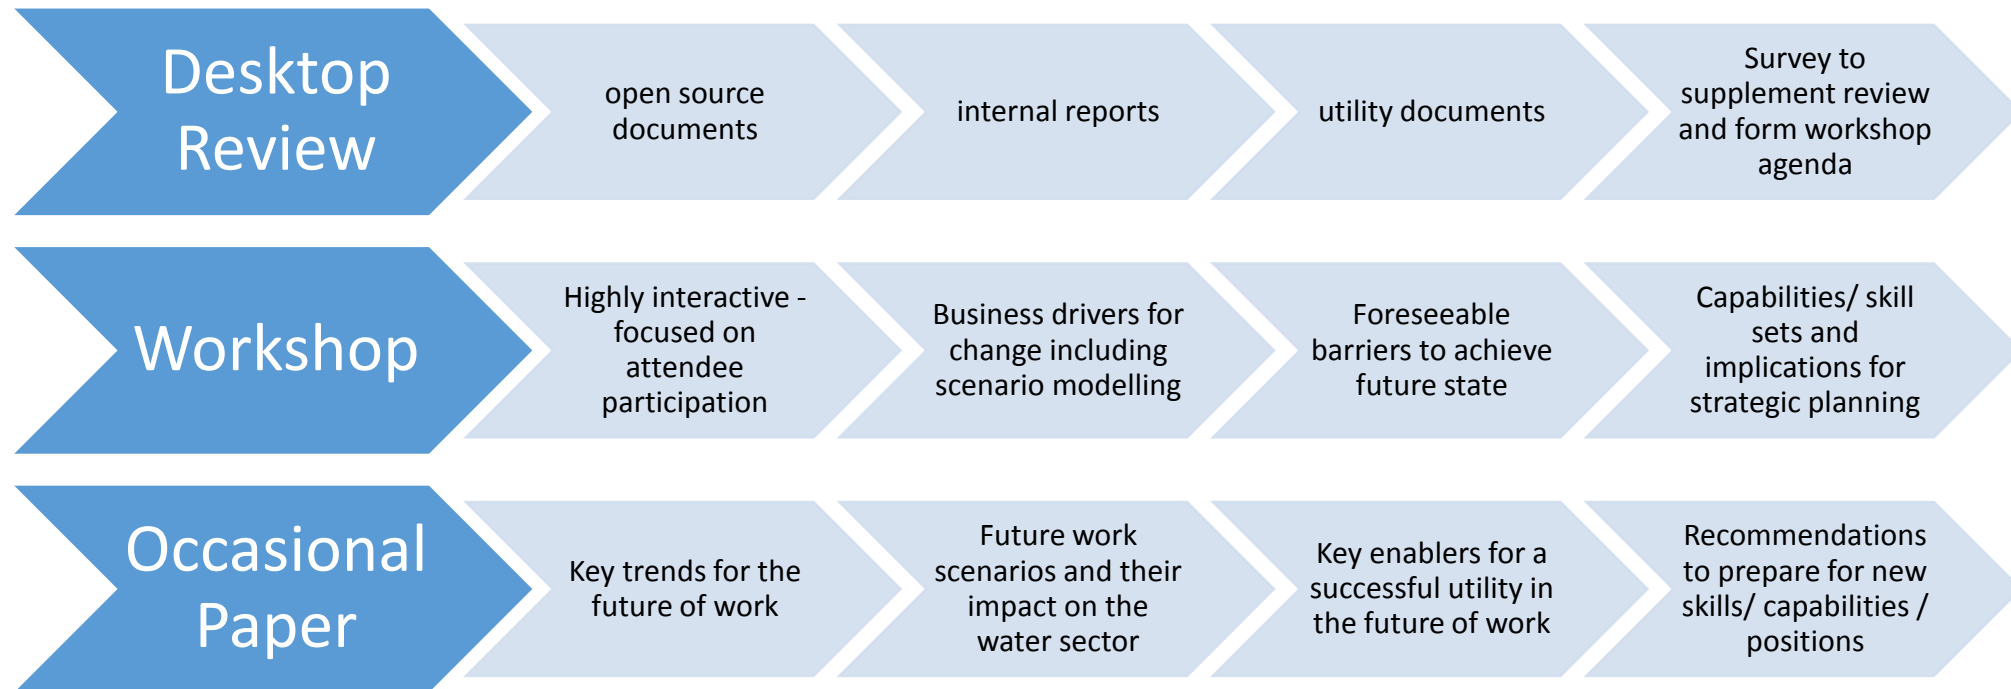 Desktop
Review
open source
documents
internal reports
utility documents
Survey to
supplement review
and form workshop
agenda
Workshop
Highly interactive -
focused on
attendee
participation
Business drivers for
change including
scenario modelling
Foreseeable
barriers to achieve
future state
Capabilities/ skill
sets and
implications for
strategic planning
Occasional
Paper
Key trends for the
future of work
Future work
scenarios and their
impact on the
water sector
Key enablers for a
successful utility in
the future of work
Recommendations
to prepare for new
skills/ capabilities /
positions